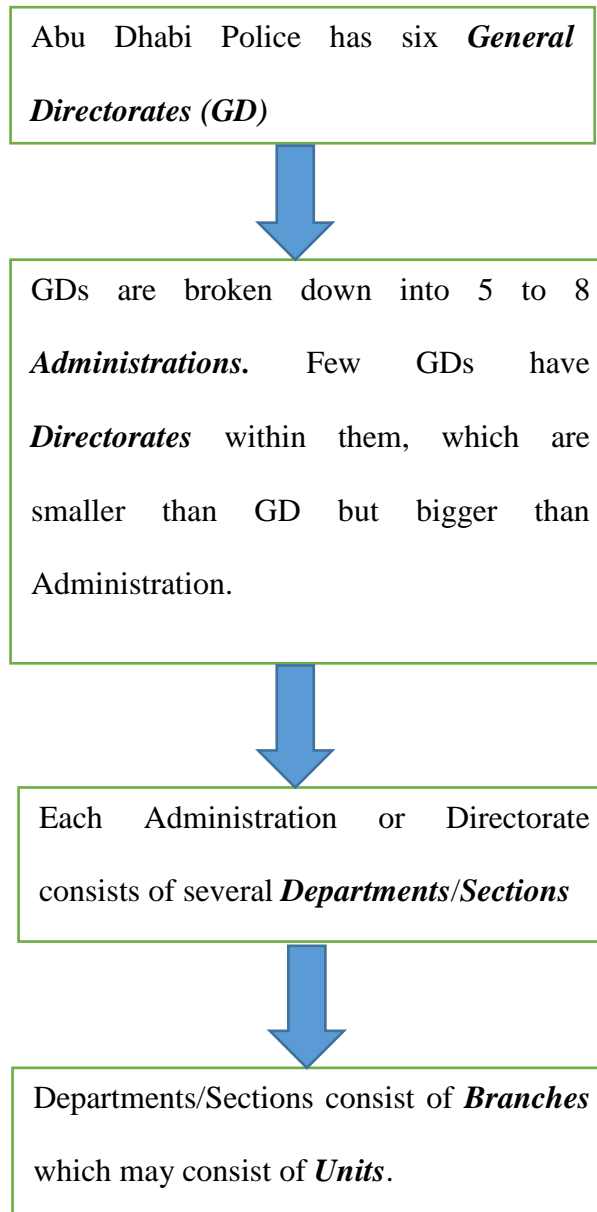 Abu Dhabi Police has six General
Directorates (GD)
GDs are broken down into 5 to 8
Administrations. Few GDs have
Directorates within them, which are
smaller than GD but bigger than
Administration.
Each Administration or Directorate
consists of several Departments/Sections
Departments/Sections consist of Branches
which may consist of Units.